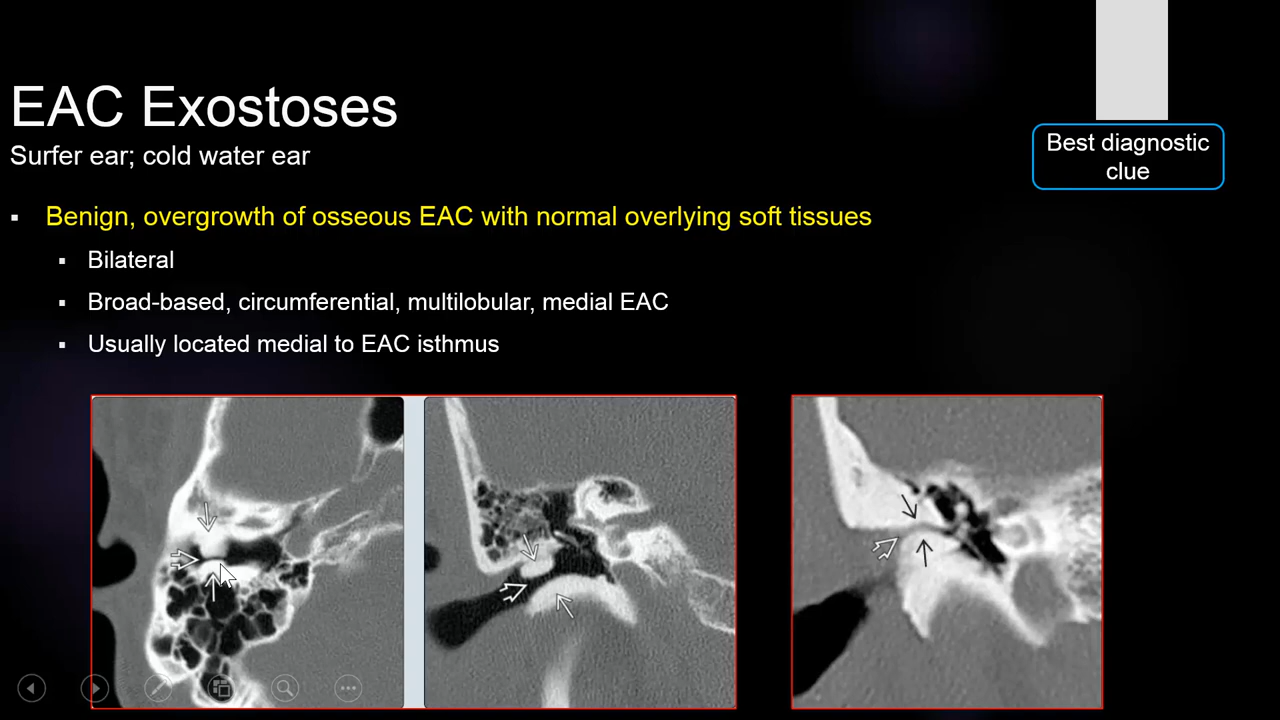 EAC Exostoses
Surfer ear; cold water ear
Best diagnostic
clue
Benign, overgrowth of osseous EAC with normal overlying soft tissues
Bilateral
Broad-based, circumferential, multilobular, medial EAC
Usually located medial to EAC isthmus